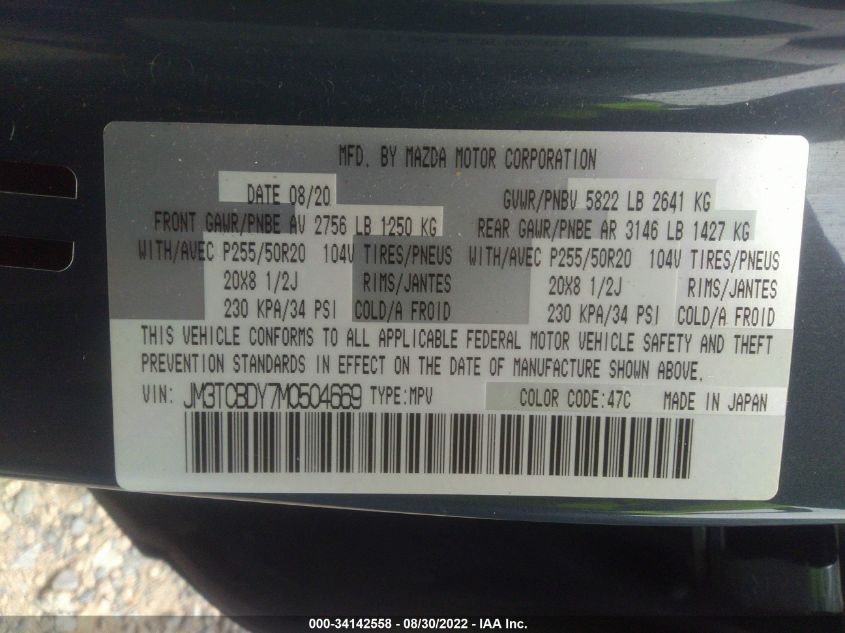 MFD. BY MAZDA MOTOR CORPORATION
DATE 08/20 GVWR/PNBV 5822 LB 2641 KG
FRONT GAWR/PNBE AV 2756 LB 1250 KG REAR GAWR/PNBE AR 3146 LB 1427 KG
WITH/AVEC P255/50R20 104V TIRES/PNEUS WITH/AVEC P255/50R20 104V TIRES/PNEUS
20X8 1/2J RIMS/JANTES 20X8 1/2J RIMS/JANTES
230 KPA/34 PSI COLD/A FROID 230 KPA/34 PSI COLD/A FROID
THIS VEHICLE CONFORMS TO ALL APPLICABLE FEDERAL MOTOR VEHICLE SAFETY AND THEFT
PREVENTION STANDARDS IN EFFECT ON THE DATE OF MANUFACTURE SHOWN ABOVE.
VIN: JM3TCBDY7M0504669 TYPE:MPV COLOR CODE:47C MADE IN JAPAN
000-34142558 - 08/30/2022 - IAA Inc.